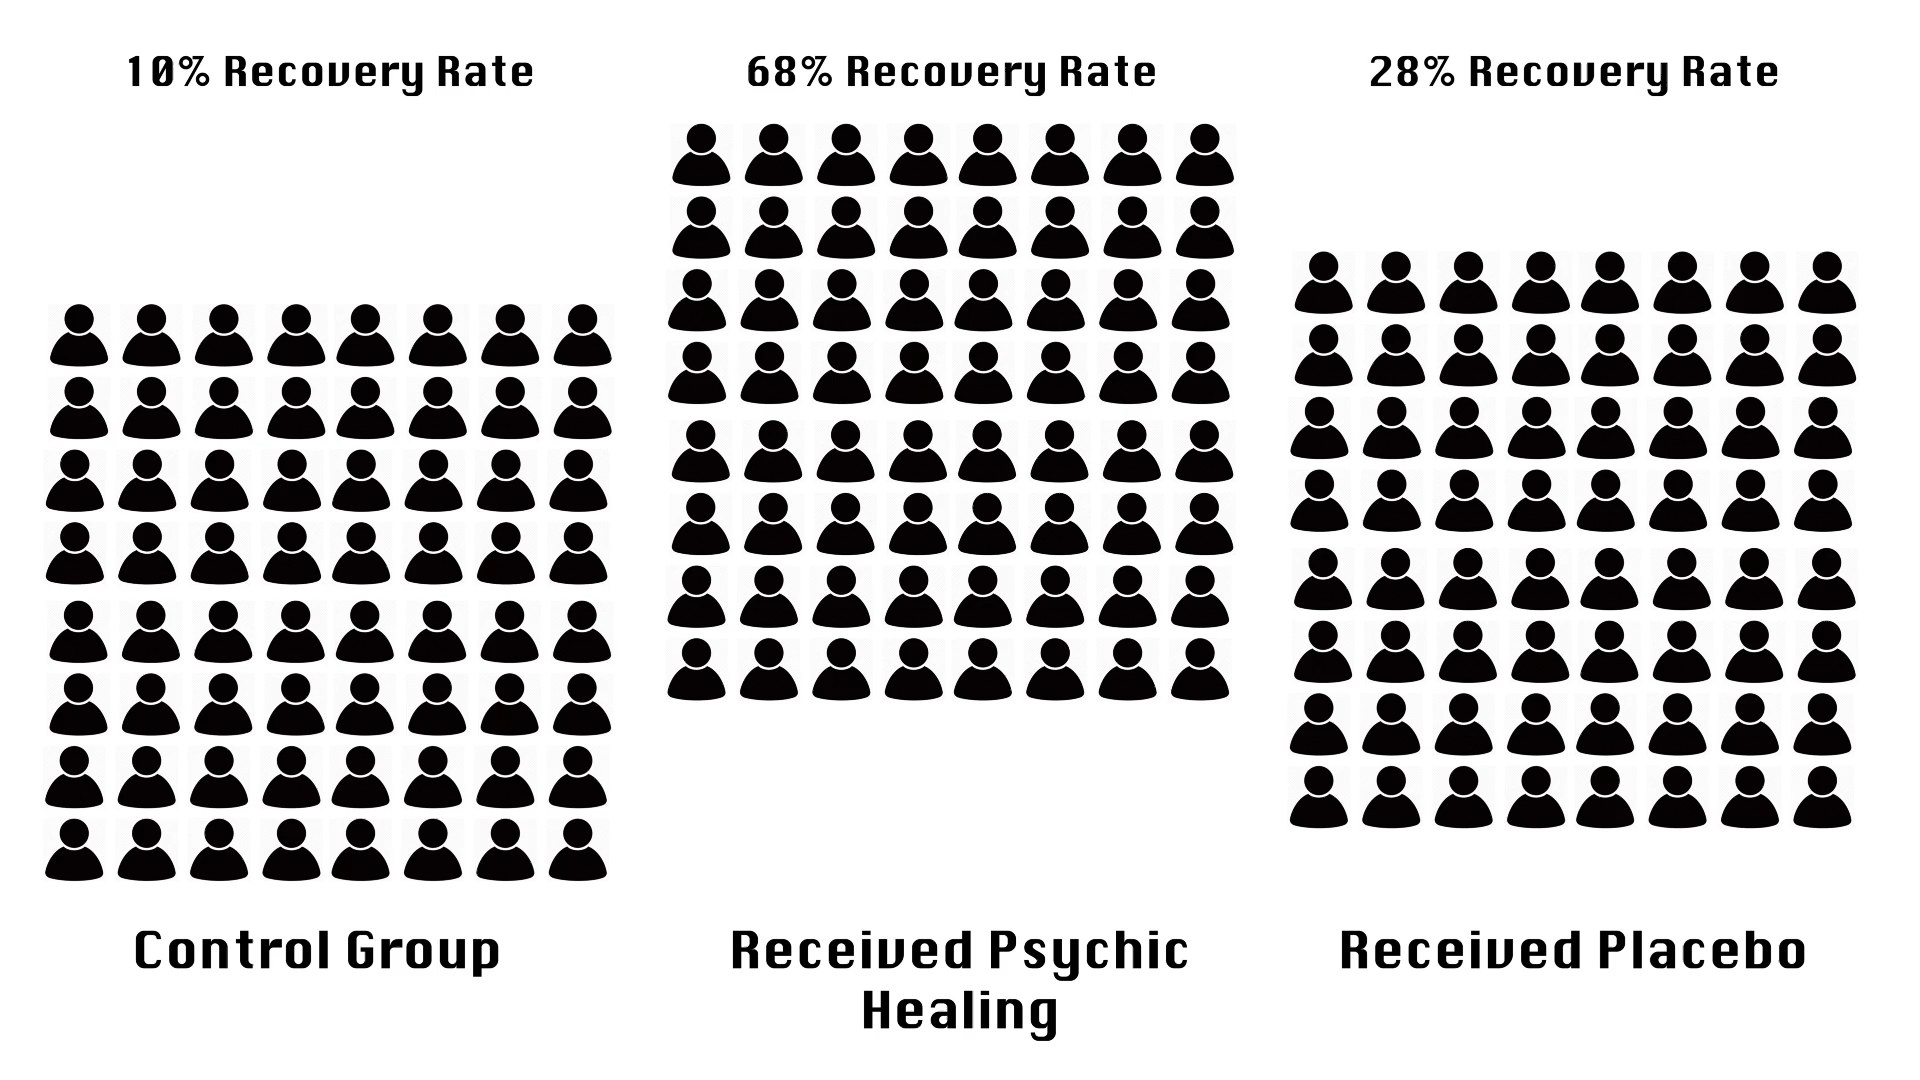 10% Recovery Rate
68% Recovery Rate
28% Recovery Rate
Control Group
Received Psychic
Healing
Received Placebo